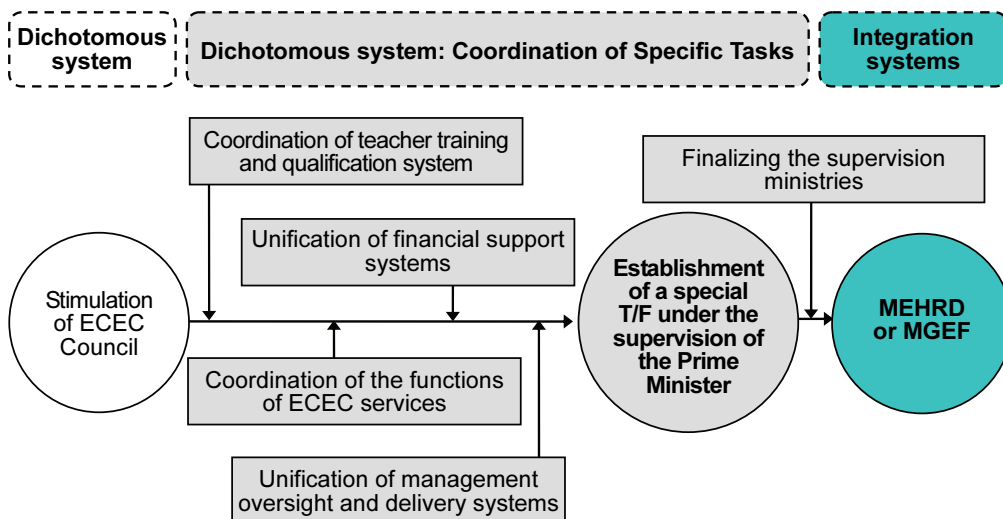 Dichotomous
system
Dichotomous system: Coordination of Specific Tasks
Integration
systems
Coordination of teacher training
and qualification system
Finalizing the supervision
ministries
Unification of financial support
systems
Stimulation
of ECEC
Council
Establishment
of a special
T/F under the
supervision of
the Prime
Minister
MEHRD
or MGEF
Coordination of the functions
of ECEC services
Unification of management
oversight and delivery systems